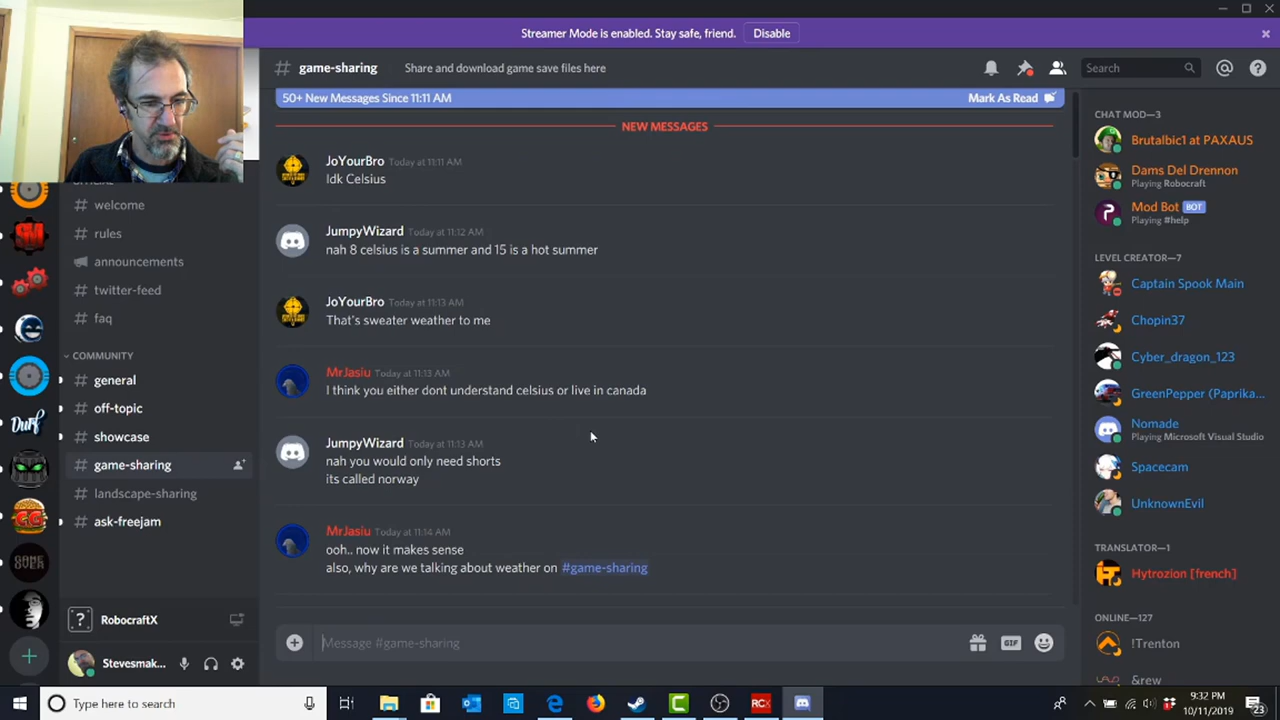 Streamer Mode is enabled. Stay safe, friend. Disable
# game-sharing Share and download game save files here Search
50+ New Messages Since 11:11 AM Mark As Read
NEW MESSAGES
JoYourBro Today at 11:11 AM
Idk Celsius
JumpyWizard Today at 11:12 AM
nah 8 celsius is a summer and 15 is a hot summer
JoYourBro Today at 11:13 AM
That's sweater weather to me
MrJasiu Today at 11:13 AM
I think you either dont understand celsius or live in canada
JumpyWizard Today at 11:13 AM
nah you would only need shorts
its called norway
MrJasiu Today at 11:14 AM
ooh.. now it makes sense
also, why are we talking about weather on #game-sharing
Message #game-sharing
GIF
# welcome
# rules
announcements
# twitter-feed
# faq
COMMUNITY
# general
# off-topic
# showcase
# game-sharing
# landscape-sharing
# ask-freejam
SM
Durf
CG
GAME OVER
RobocraftX
Stevesmak...
CHAT MOD—3
Brutalbic1 at PAXAUS
Dams Del Drennon
Playing Robocraft
Mod Bot BOT
Playing #help
LEVEL CREATOR—7
Captain Spook Main
Chopin37
Cyber_dragon_123
GreenPepper (Paprika...
Nomade
Playing Microsoft Visual Studio
Spacecam
UnknownEvil
TRANSLATOR—1
Hytrozion [french]
ONLINE—127
!Trenton
&rew
Type here to search
RCX
9:32 PM
10/11/2019
23